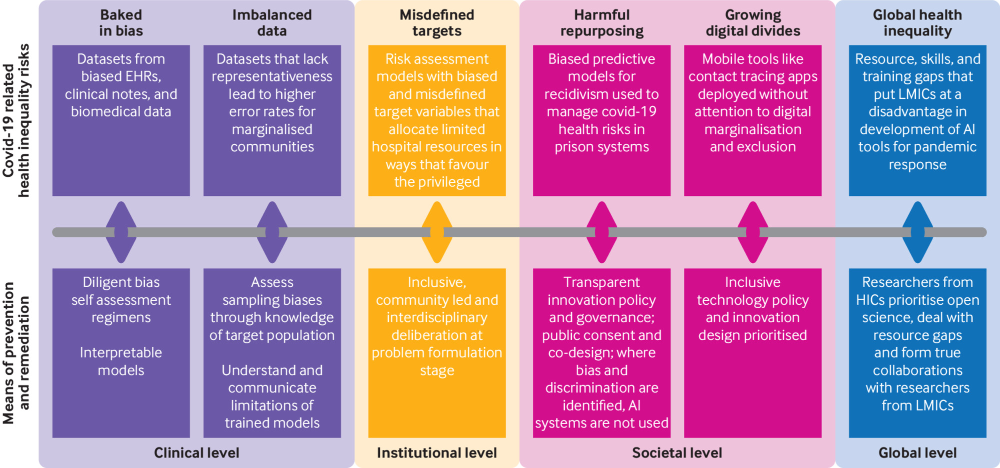 Baked
in bias
Imbalanced
data
Misdefined
targets
Harmful
repurposing
Growing
digital divides
Global health
inequality
Covid-19 related
health inequality risks
Datasets from
biased EHRs,
clinical notes, and
biomedical data
Datasets that lack
representativeness
lead to higher
error rates for
marginalised
communities
Risk assessment
models with biased
and misdefined
target variables that
allocate limited
hospital resources in
ways that favour
the privileged
Biased predictive
models for
recidivism used to
manage covid-19
health risks in
prison systems
Mobile tools like
contact tracing apps
deployed without
attention to digital
marginalisation
and exclusion
Resource, skills, and
training gaps that
put LMICs at a
disadvantage in
development of AI
tools for pandemic
response
Means of prevention
and remediation
Diligent bias
self assessment
regimens
Interpretable
models
Assess
sampling biases
through knowledge
of target population
Understand and
communicate
limitations of
trained models
Inclusive,
community led and
interdisciplinary
deliberation at
problem formulation
stage
Transparent
innovation policy
and governance;
public consent and
co-design; where
bias and
discrimination are
identified, AI
systems are not used
Inclusive
technology policy
and innovation
design prioritised
Researchers from
HICs prioritise open
science, deal with
resource gaps
and form true
collaborations
with researchers
from LMICs
Clinical level
Institutional level
Societal level
Global level